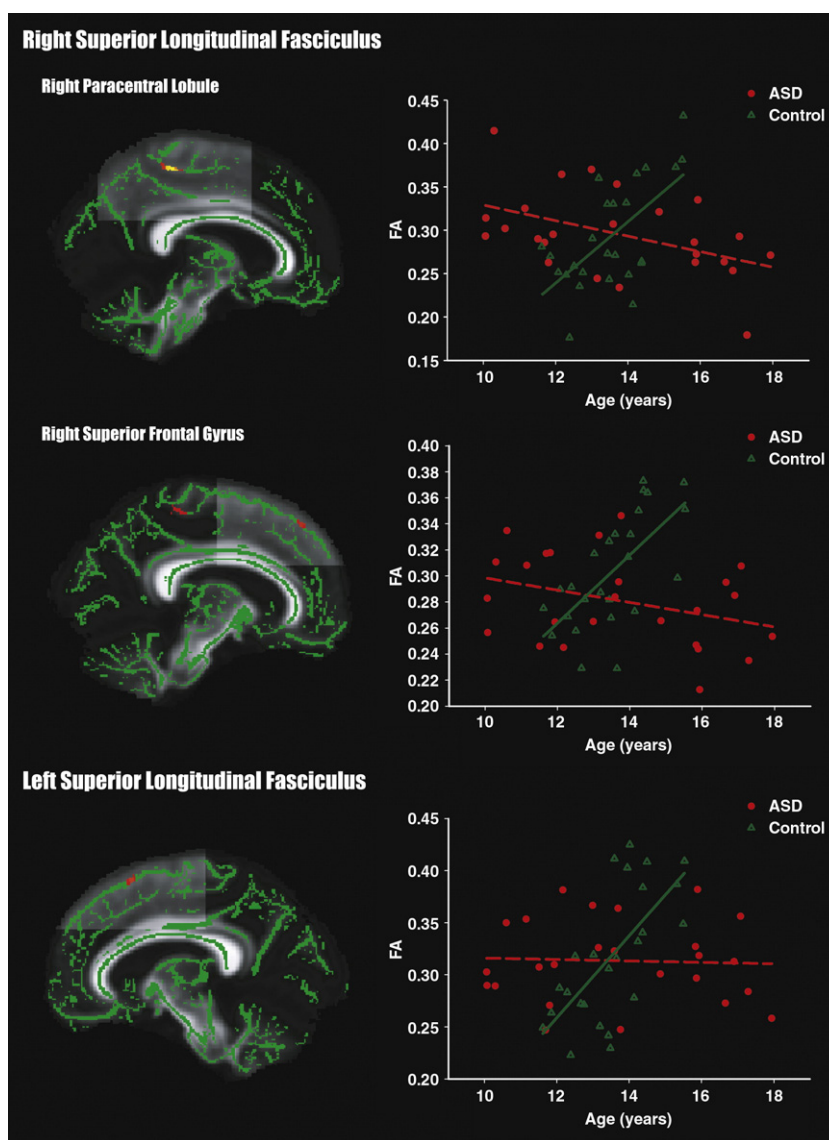 Right Superior Longitudinal Fasciculus
Right Paracentral Lobule
ASD
Control
0.45
0.40
0.35
0.30
0.25
0.20
0.15
FA
10 12 14 16 18
Age (years)
Right Superior Frontal Gyrus
ASD
Control
0.40
0.38
0.36
0.34
0.32
0.30
0.28
0.26
0.24
0.22
0.20
FA
10 12 14 16 18
Age (years)
Left Superior Longitudinal Fasciculus
ASD
Control
0.45
0.40
0.35
0.30
0.25
0.20
FA
10 12 14 16 18
Age (years)